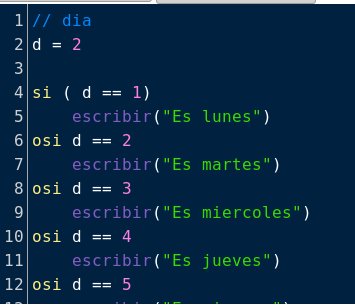 1 // dia
2 d = 2
3
4 si ( d == 1)
5 escribir("Es lunes")
6 osi d == 2
7 escribir("Es martes")
8 osi d == 3
9 escribir("Es miercoles")
10 osi d == 4
11 escribir("Es jueves")
12 osi d == 5